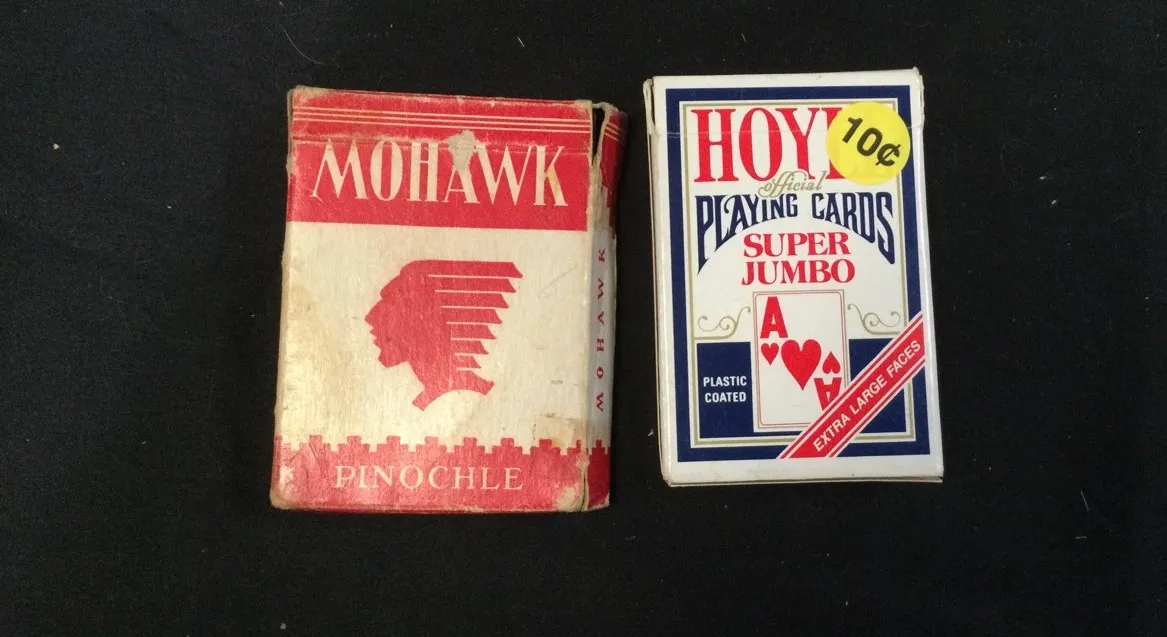 MOHAWK
PINOCHLE
MOHAWK
HOY
10¢
official
PLAYING CARDS
SUPER
JUMBO
A
A
PLASTIC
COATED
EXTRA LARGE FACES